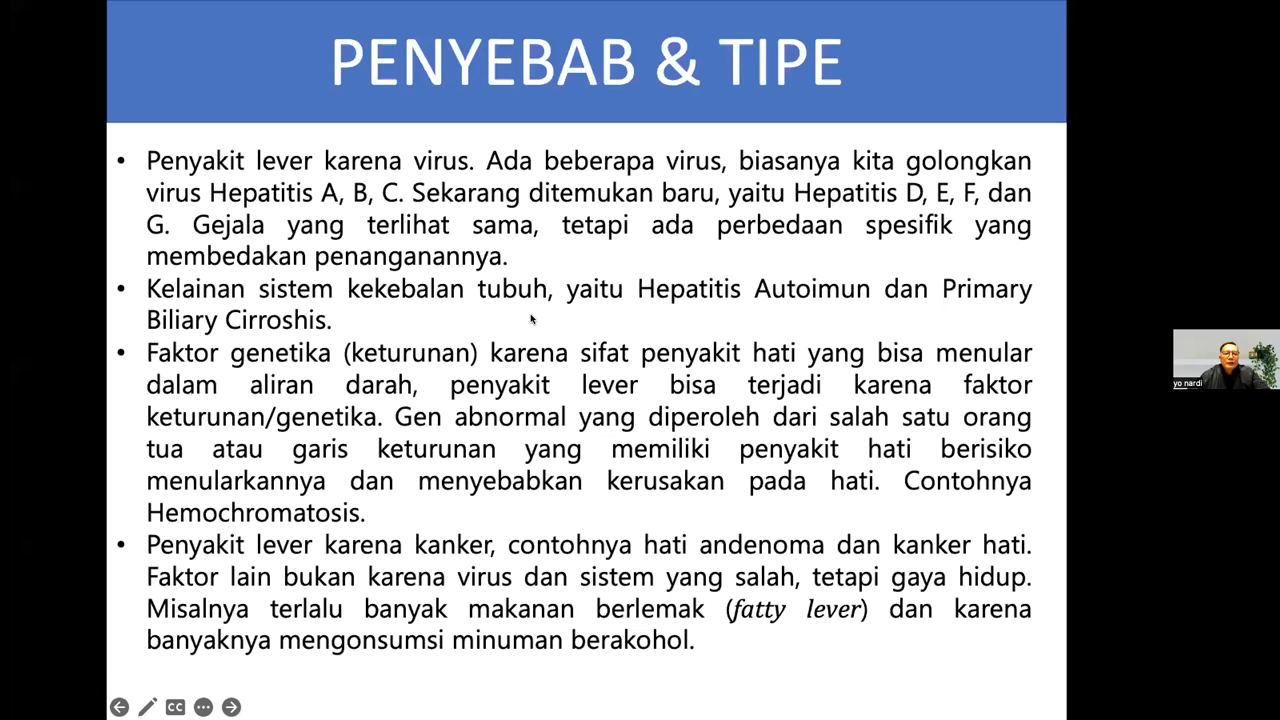 PENYEBAB & TIPE
• Penyakit lever karena virus. Ada beberapa virus, biasanya kita golongkan
virus Hepatitis A, B, C. Sekarang ditemukan baru, yaitu Hepatitis D, E, F, dan
G. Gejala yang terlihat sama, tetapi ada perbedaan spesifik yang
membedakan penanganannya.
• Kelainan sistem kekebalan tubuh, yaitu Hepatitis Autoimun dan Primary
Biliary Cirroshis.
• Faktor genetika (keturunan) karena sifat penyakit hati yang bisa menular
dalam aliran darah, penyakit lever bisa terjadi karena faktor
keturunan/genetika. Gen abnormal yang diperoleh dari salah satu orang
tua atau garis keturunan yang memiliki penyakit hati berisiko
menularkannya dan menyebabkan kerusakan pada hati. Contohnya
Hemochromatosis.
• Penyakit lever karena kanker, contohnya hati andenoma dan kanker hati.
Faktor lain bukan karena virus dan sistem yang salah, tetapi gaya hidup.
Misalnya terlalu banyak makanan berlemak (fatty lever) dan karena
banyaknya mengonsumsi minuman berakohol.
CC
yo nardi